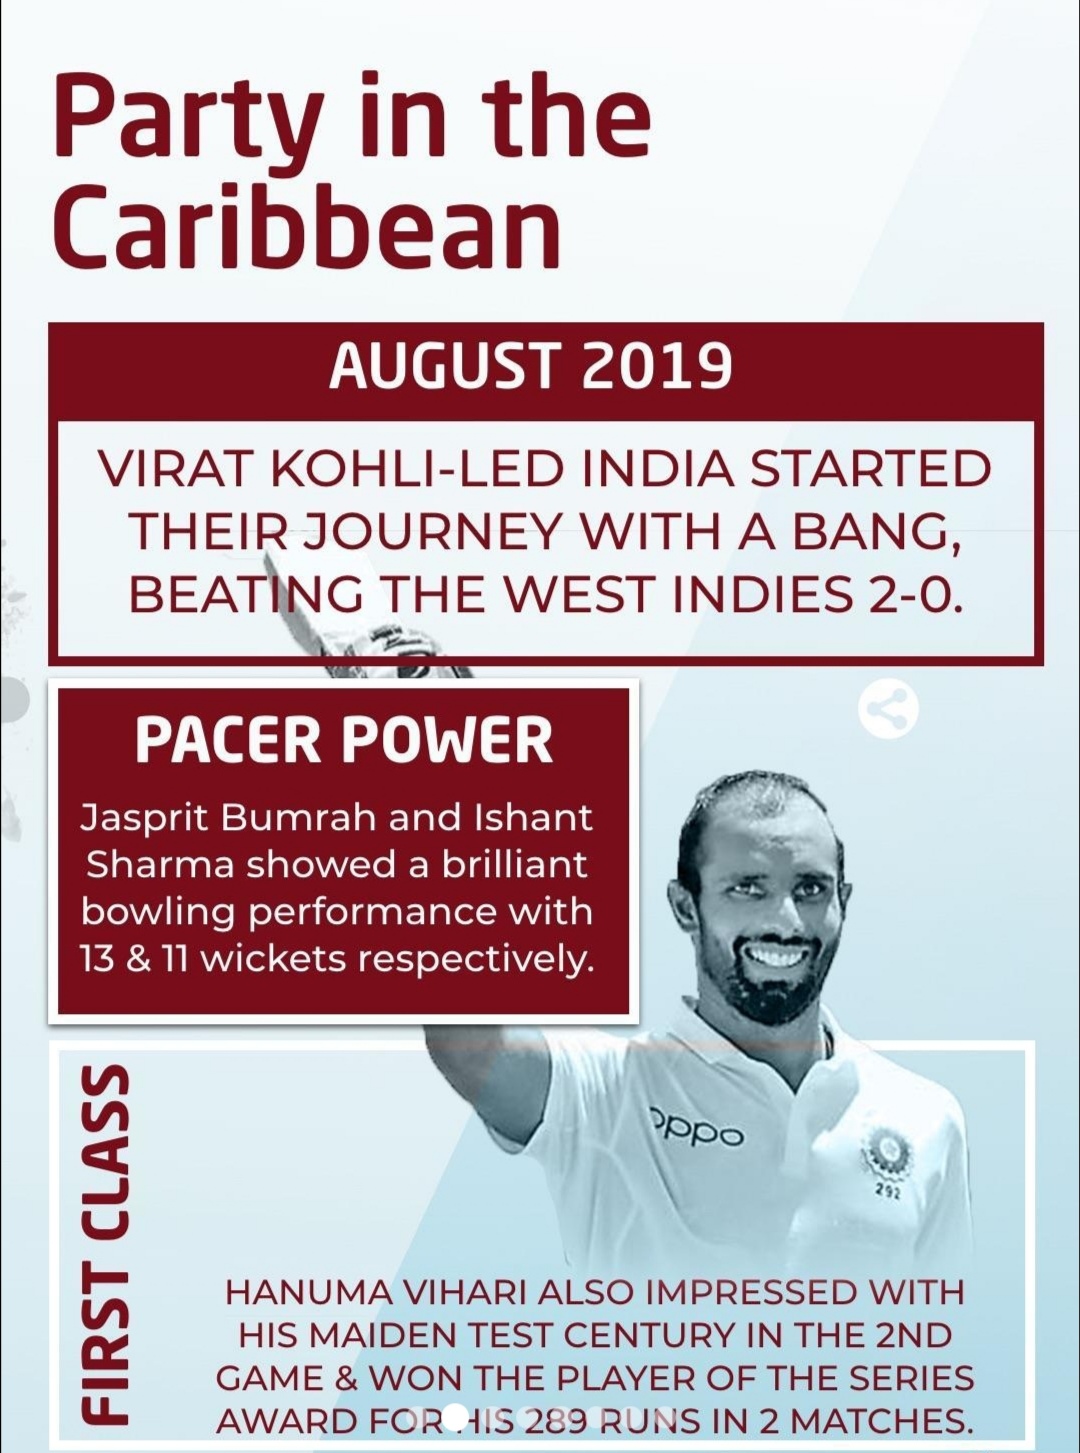 Party in the
Caribbean
AUGUST 2019
VIRAT KOHLI-LED INDIA STARTED
THEIR JOURNEY WITH A BANG,
BEATING THE WEST INDIES 2-0.
PACER POWER
Jasprit Bumrah and Ishant
Sharma showed a brilliant
bowling performance with
13 & 11 wickets respectively.
oppo
292
FIRST CLASS
HANUMA VIHARI ALSO IMPRESSED WITH
HIS MAIDEN TEST CENTURY IN THE 2ND
GAME & WON THE PLAYER OF THE SERIES
AWARD FOR HIS 289 RUNS IN 2 MATCHES.